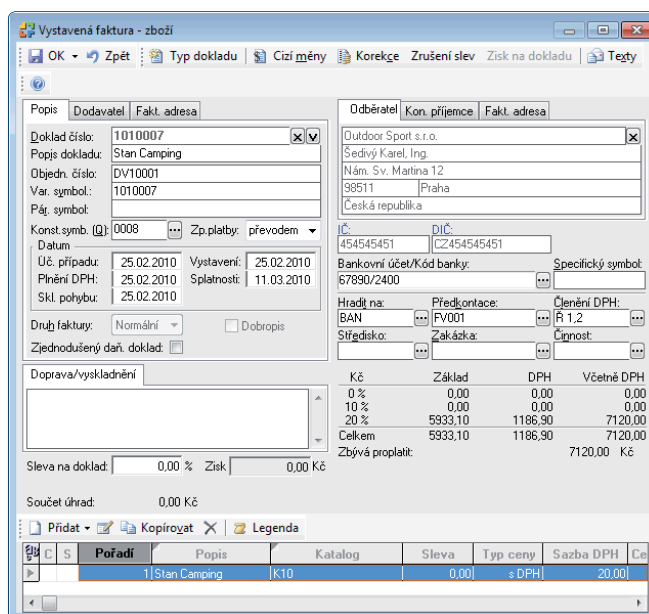 Vystavená faktura - zboží
OK Zpět Typ dokladu Cizí měny Korekce Zrušení slev Zisk na dokladu Texty
Popis Dodavatel Fakt. adresa
Doklad číslo: 1010007
Popis dokladu: Stan Camping
Objedn. číslo: DV10001
Var. symbol.: 1010007
Pár. symbol:
Konst.symb. (Q): 0008 ... Zp.platby: převodem
Datum
Úč. případu: 25.02.2010 Vystavení: 25.02.2010
Plnění DPH: 25.02.2010 Splatnosti: 11.03.2010
Skl. pohybu: 25.02.2010
Druh faktury: Normální Dobropis
Zjednodušený daň. doklad:
Doprava/vyskladnění
Sleva na doklad: 0,00 % Zisk 0,00 Kč
Součet úhrad: 0,00 Kč
Odběratel Kon. příjemce Fakt. adresa
Outdoor Sport s.r.o.
Šedivý Karel, Ing.
Nám. Sv. Martina 12
98511 Praha
Česká republika
IČ: DIČ:
454545451 CZ454545451
Bankovní účet/Kód banky: Specifický symbol:
67890/2400 ...
Hradit na: Předkontace: Členění DPH:
BAN ... FV001 ... Ř 1,2 ...
Středisko: Zakázka: Činnost:
... ... ...
Kč Základ DPH Včetně DPH
0 % 0,00 0,00 0,00
10 % 0,00 0,00 0,00
20 % 5933,10 1186,90 7120,00
Celkem 5933,10 1186,90 7120,00
Zbývá proplatit: 7120,00 Kč
Přidat Kopírovat Legenda
C S Pořadí Popis Katalog Sleva Typ ceny Sazba DPH Ce
1 Stan Camping K10 0,00 s DPH 20,00